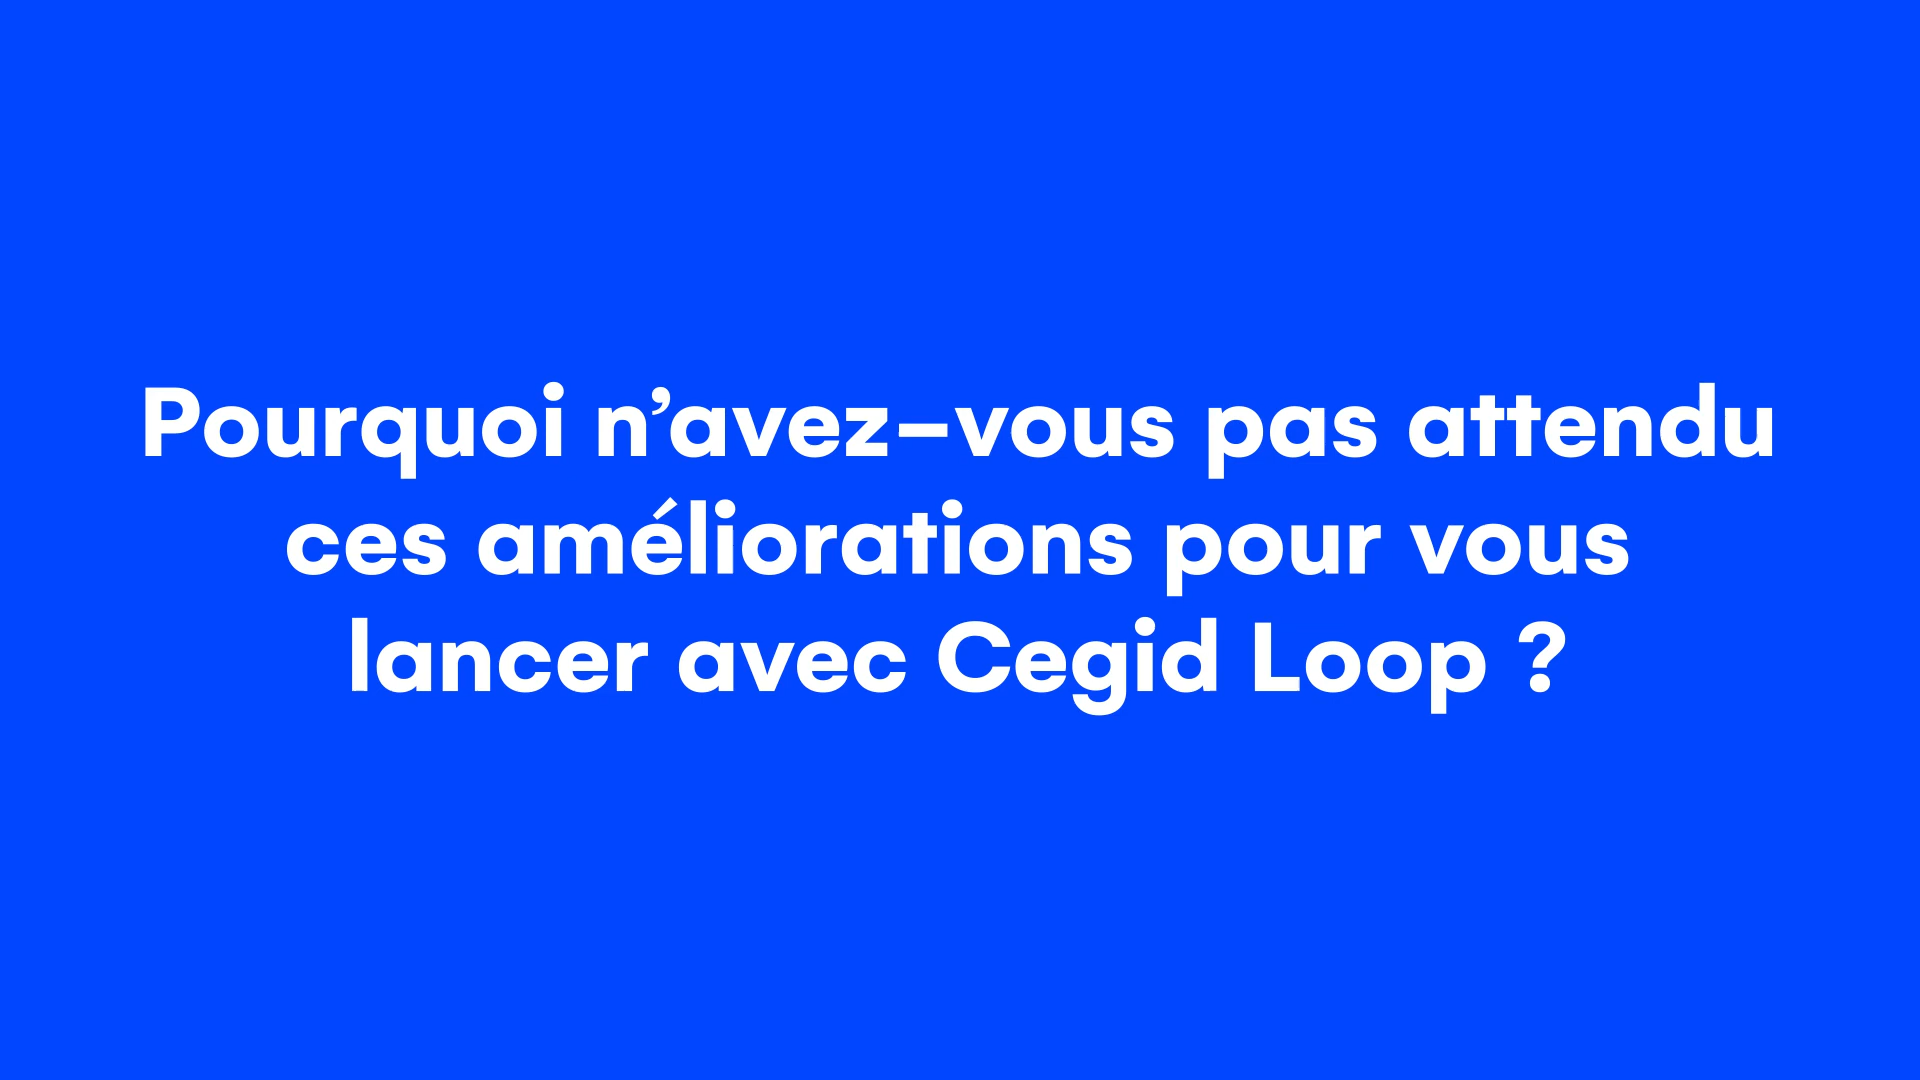 Pourquoi n’avez-vous pas attendu
ces améliorations pour vous
lancer avec Cegid Loop ?